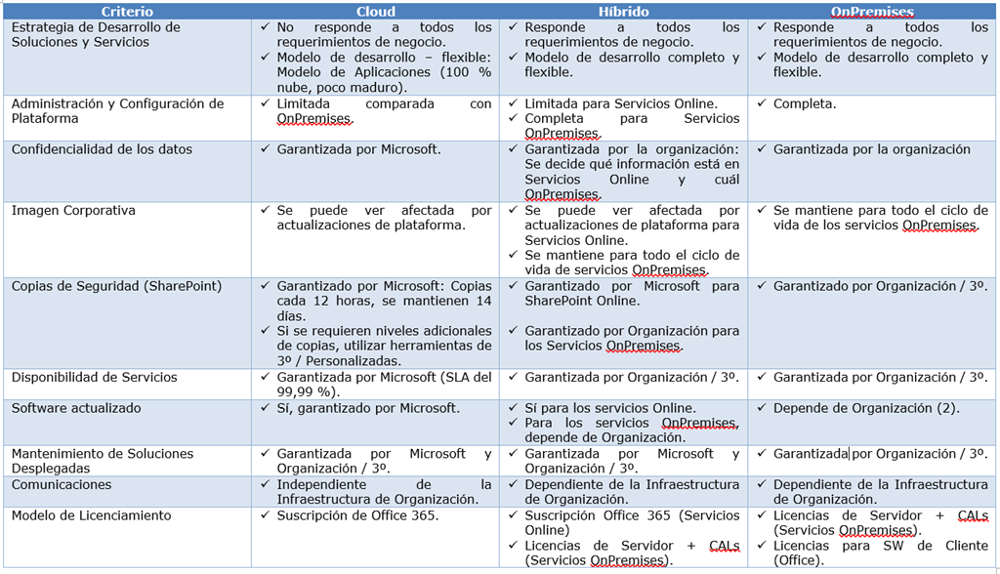 Criterio
Cloud
Híbrido
OnPremises
Estrategia de Desarrollo de
Soluciones y Servicios
✓ No responde a todos los
requerimientos de negocio.
✓ Modelo de desarrollo – flexible:
Modelo de Aplicaciones (100 %
nube, poco maduro).
✓ Responde a todos los
requerimientos de negocio.
✓ Modelo de desarrollo completo y
flexible.
✓ Responde a todos los
requerimientos de negocio.
✓ Modelo de desarrollo completo y
flexible.
Administración y Configuración de
Plataforma
✓ Limitada comparada con
OnPremises.
✓ Limitada para Servicios Online.
✓ Completa para Servicios
OnPremises.
✓ Completa.
Confidencialidad de los datos
✓ Garantizada por Microsoft.
✓ Garantizada por la organización:
Se decide qué información está en
Servicios Online y cuál
OnPremises.
✓ Garantizada por la organización
Imagen Corporativa
✓ Se puede ver afectada por
actualizaciones de plataforma.
✓ Se puede ver afectada por
actualizaciones de plataforma para
Servicios Online.
✓ Se mantiene para todo el ciclo de
vida de servicios OnPremises.
✓ Se mantiene para todo el ciclo de
vida de los servicios OnPremises.
Copias de Seguridad (SharePoint)
✓ Garantizado por Microsoft: Copias
cada 12 horas, se mantienen 14
días.
✓ Si se requieren niveles adicionales
de copias, utilizar herramientas de
3º / Personalizadas.
✓ Garantizado por Microsoft para
SharePoint Online.
✓ Garantizado por Organización para
los Servicios OnPremises.
✓ Garantizado por Organización / 3º.
Disponibilidad de Servicios
✓ Garantizada por Microsoft (SLA del
99,99 %).
✓ Garantizada por Organización / 3º.
✓ Garantizada por Organización / 3º.
Software actualizado
✓ Sí, garantizado por Microsoft.
✓ Sí para los servicios Online.
✓ Para los servicios OnPremises,
depende de Organización.
✓ Depende de Organización (2).
Mantenimiento de Soluciones
Desplegadas
✓ Garantizada por Microsoft y
Organización / 3º.
✓ Garantizada por Microsoft y
Organización / 3º.
✓ Garantizada por Organización / 3º.
Comunicaciones
✓ Independiente de la
Infraestructura de Organización.
✓ Dependiente de la Infraestructura
de Organización.
✓ Dependiente de la Infraestructura
de Organización.
Modelo de Licenciamiento
✓ Suscripción de Office 365.
✓ Suscripción Office 365 (Servicios
Online)
✓ Licencias de Servidor + CALs
(Servicios OnPremises).
✓ Licencias de Servidor + CALs
(Servicios OnPremises).
✓ Licencias para SW de Cliente
(Office).